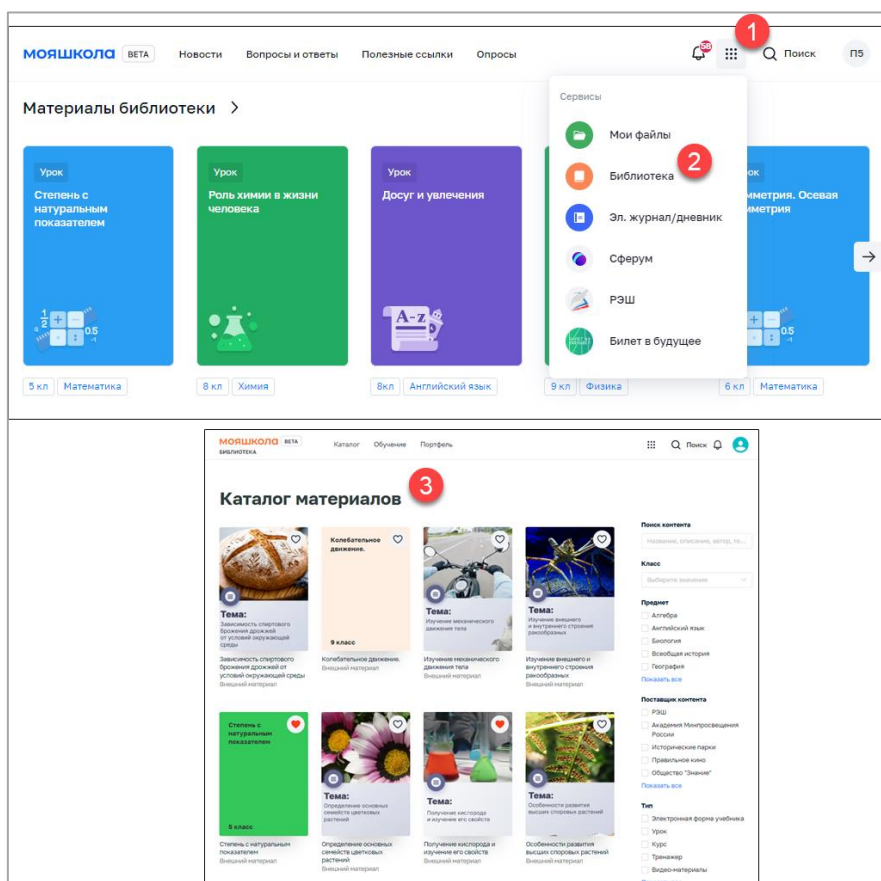 1
мояшкола BETA Новости Вопросы и ответы Полезные ссылки Опросы 58 Поиск П5
Материалы библиотеки
Сервисы
Мои файлы
2
Библиотека
Эл. журнал/дневник
Сферум
РЭШ
Билет в будущее
Урок
Степень с
натуральным
показателем
5 кл Математика
Урок
Роль химии в жизни
человека
8 кл Химия
Урок
Досуг и увлечения
A-z
8кл Английский язык
9 кл Физика
метрия. Осевая
6 кл Математика
мояшкола BETA
БИБЛИОТЕКА
Каталог Обучение Портфель Поиск
Каталог материалов
3
Тема:
Зависимость спиртового
брожения дрожжей
от условий окружающей
среды
Зависимость спиртового
брожения дрожжей от
условий окружающей среды
Внешний материал
Колебательное
движение.
9 класс
Колебательное движение.
Внешний материал
Тема:
Изучение механического
движения тела
Изучение механического
движения тела
Внешний материал
Тема:
Изучение внешнего
и внутреннего строения
ракообразных
Изучение внешнего и
внутреннего строения
ракообразных
Внешний материал
Степень с
натуральным
показателем
5 класс
Степень с натуральным
показателем
Внешний материал
Тема:
Определение основных
семейств цветковых
растений
Определение основных
семейств цветковых
растений
Внешний материал
Тема:
Получение кислорода
и изучение его свойств
Получение кислорода и
изучение его свойств
Внешний материал
Тема:
Особенности развития
высших споровых растений
Особенности развития
высших споровых растений
Внешний материал
Поиск контента
Название, описание, автор, те...
Класс
Выберите значение
Предмет
Алгебра
Английский язык
Биология
Всеобщая история
География
Показать все
Поставщик контента
РЭШ
Академия Минпросвещения
России
Исторические парки
Правильное кино
Общество "Знание"
Показать все
Тип
Электронная форма учебника
Урок
Курс
Тренажер
Видео-материалы